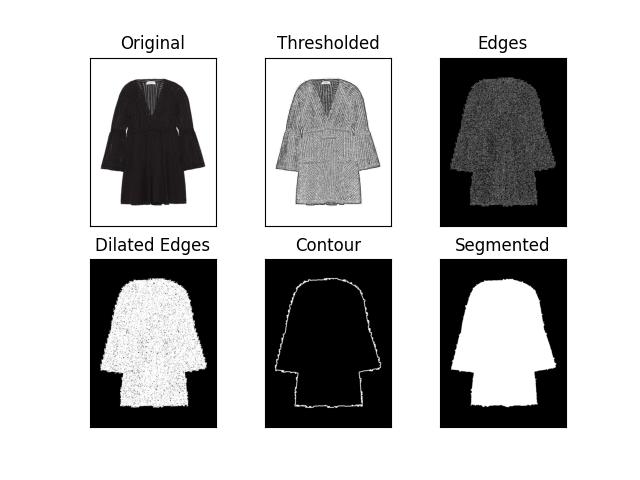 Original
Thresholded
Edges
Dilated Edges
Contour
Segmented